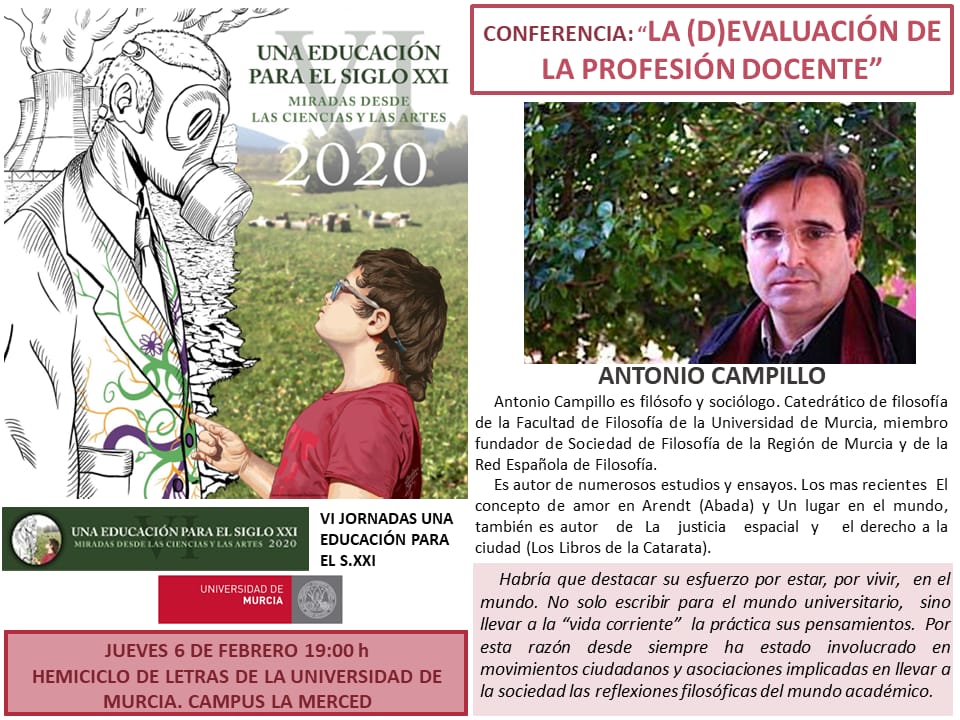 UNA EDUCACIÓN
PARA EL SIGLO XXI
MIRADAS DESDE
LAS CIENCIAS Y LAS ARTES
VI
2020
UNA EDUCACIÓN PARA EL SIGLO XXI
MIRADAS DESDE LAS CIENCIAS Y LAS ARTES 2020
VI
VI JORNADAS UNA
EDUCACIÓN PARA
EL S.XXI
UNIVERSIDAD DE
MURCIA
JUEVES 6 DE FEBRERO 19:00 h
HEMICICLO DE LETRAS DE LA UNIVERSIDAD DE
MURCIA. CAMPUS LA MERCED
CONFERENCIA: “LA (D)EVALUACIÓN DE
LA PROFESIÓN DOCENTE”
ANTONIO CAMPILLO
Antonio Campillo es filósofo y sociólogo. Catedrático de filosofía
de la Facultad de Filosofía de la Universidad de Murcia, miembro
fundador de Sociedad de Filosofía de la Región de Murcia y de la
Red Española de Filosofía.
Es autor de numerosos estudios y ensayos. Los mas recientes El
concepto de amor en Arendt (Abada) y Un lugar en el mundo,
también es autor de La justicia espacial y el derecho a la
ciudad (Los Libros de la Catarata).
Habría que destacar su esfuerzo por estar, por vivir, en el
mundo. No solo escribir para el mundo universitario, sino
llevar a la “vida corriente” la práctica sus pensamientos. Por
esta razón desde siempre ha estado involucrado en
movimientos ciudadanos y asociaciones implicadas en llevar a
la sociedad las reflexiones filosóficas del mundo académico.